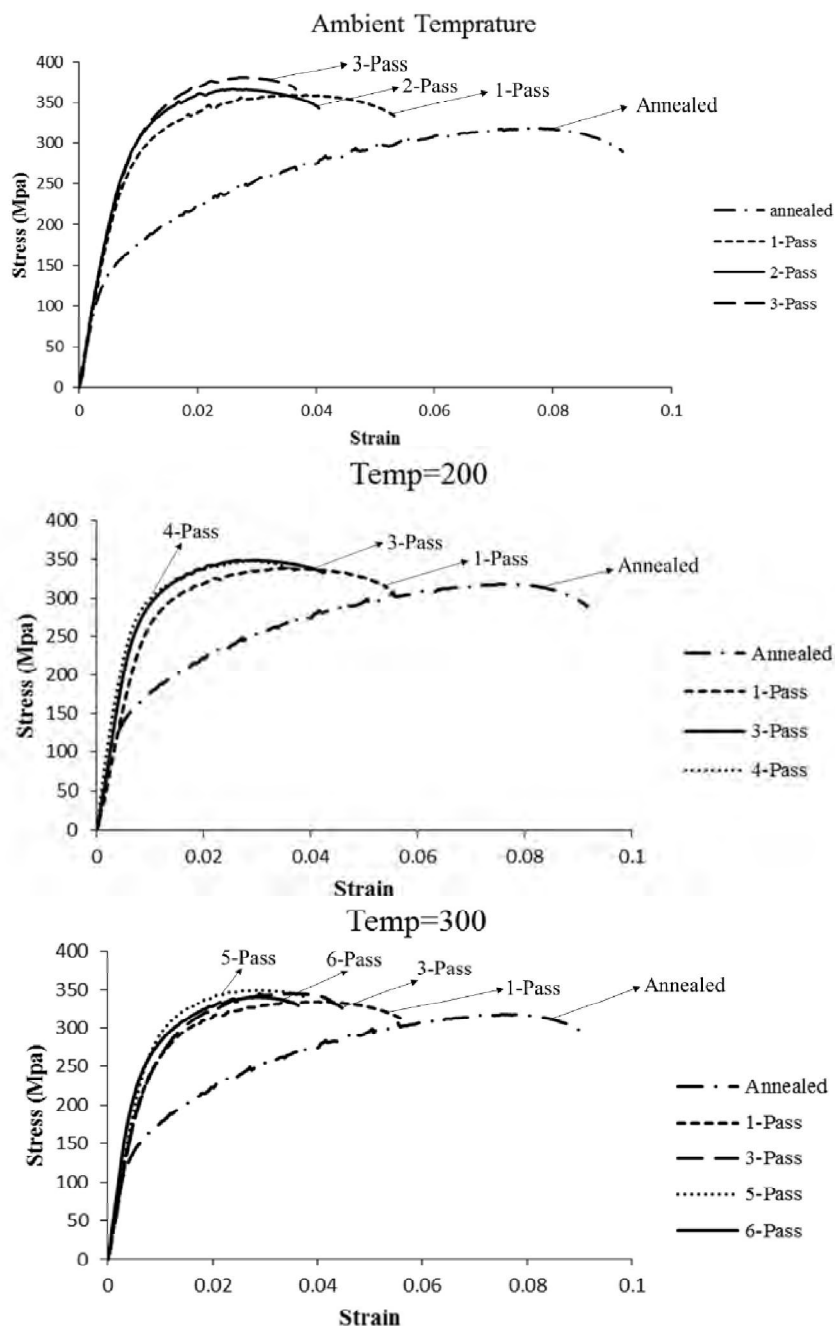 Ambient Temprature
400
350
300
250
200
150
100
50
0
Stress (Mpa)
3-Pass
2-Pass
1-Pass
Annealed
annealed
1-Pass
2-Pass
3-Pass
0
0.02
0.04
0.06
0.08
0.1
Strain
Temp=200
400
350
300
250
200
150
100
50
0
Stress (Mpa)
4-Pass
3-Pass
1-Pass
Annealed
Annealed
1-Pass
3-Pass
4-Pass
0
0.02
0.04
0.06
0.08
0.1
Strain
Temp=300
400
350
300
250
200
150
100
50
0
Stress (Mpa)
5-Pass
6-Pass
3-Pass
1-Pass
Annealed
Annealed
1-Pass
3-Pass
5-Pass
6-Pass
0
0.02
0.04
0.06
0.08
0.1
Strain